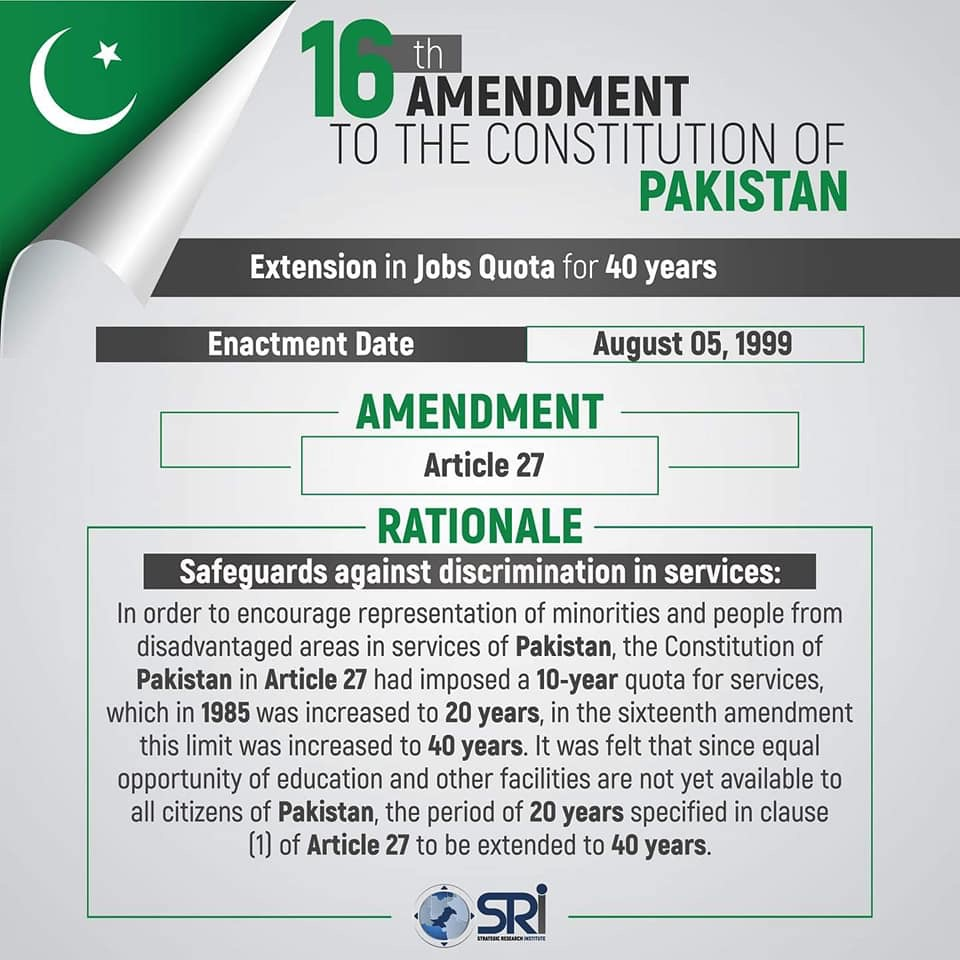 16th
AMENDMENT
TO THE CONSTITUTION OF
PAKISTAN
Extension in Jobs Quota for 40 years
Enactment Date
August 05, 1999
AMENDMENT
Article 27
RATIONALE
Safeguards against discrimination in services:
In order to encourage representation of minorities and people from
disadvantaged areas in services of Pakistan, the Constitution of
Pakistan in Article 27 had imposed a 10-year quota for services,
which in 1985 was increased to 20 years, in the sixteenth amendment
this limit was increased to 40 years. It was felt that since equal
opportunity of education and other facilities are not yet available to
all citizens of Pakistan, the period of 20 years specified in clause
(1) of Article 27 to be extended to 40 years.
SRi
STRATEGIC RESEARCH INSTITUTE